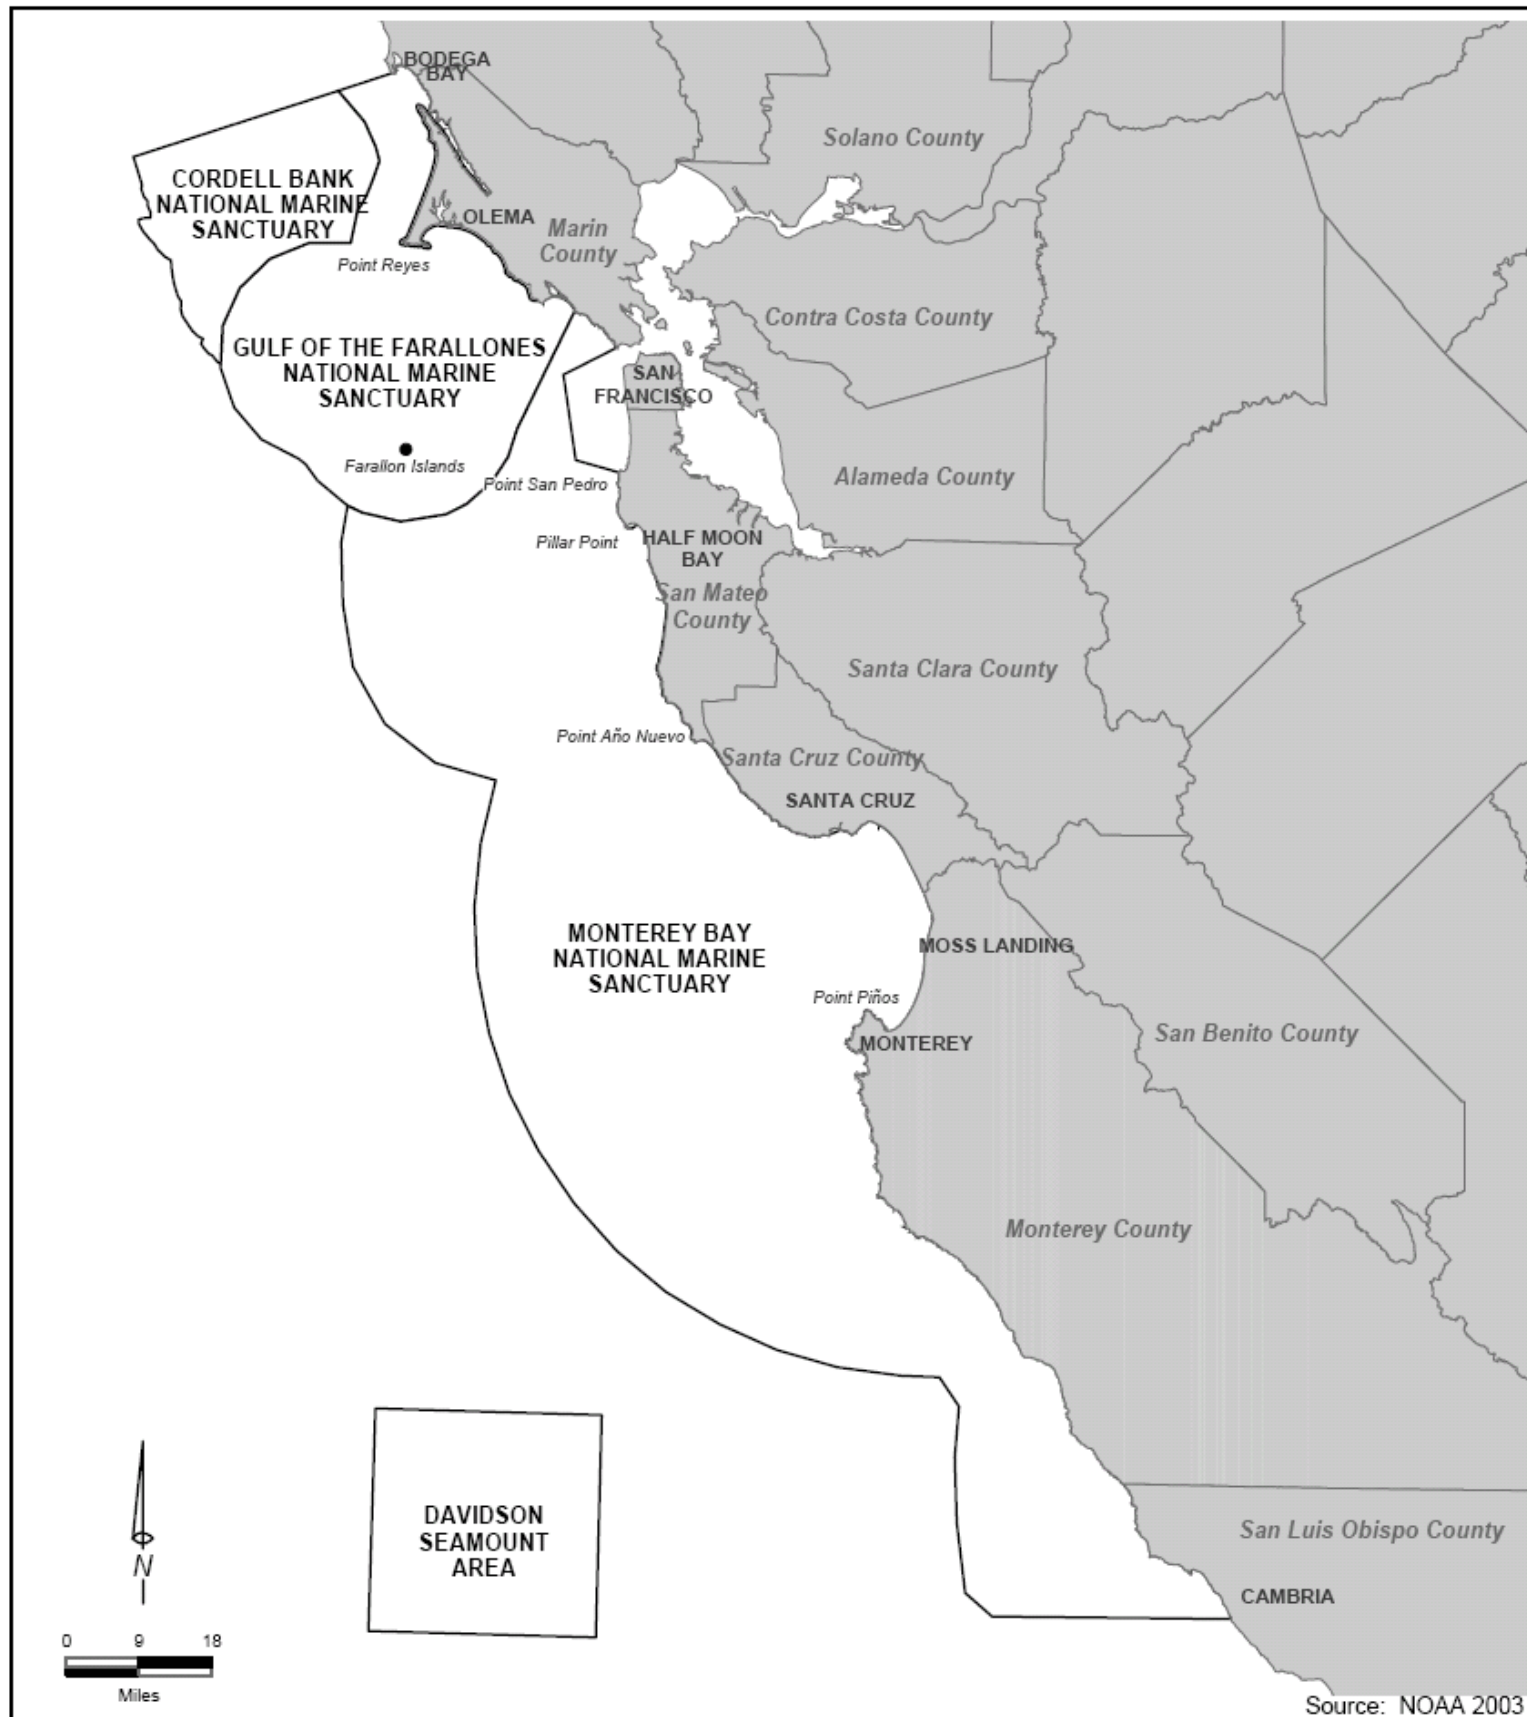 BODEGA
BAY
Solano County
CORDELL BANK
NATIONAL MARINE
SANCTUARY
OLEMA
Marin
County
Point Reyes
Contra Costa County
GULF OF THE FARALLONES
NATIONAL MARINE
SANCTUARY
SAN
FRANCISCO
Farallon Islands
Point San Pedro
Alameda County
Pillar Point
HALF MOON
BAY
San Mateo
County
Santa Clara County
Point Año Nuevo
Santa Cruz County
SANTA CRUZ
MONTEREY BAY
NATIONAL MARINE
SANCTUARY
MOSS LANDING
Point Piños
MONTEREY
San Benito County
Monterey County
DAVIDSON
SEAMOUNT
AREA
San Luis Obispo County
CAMBRIA
N
0 9 18
Miles
Source: NOAA 2003